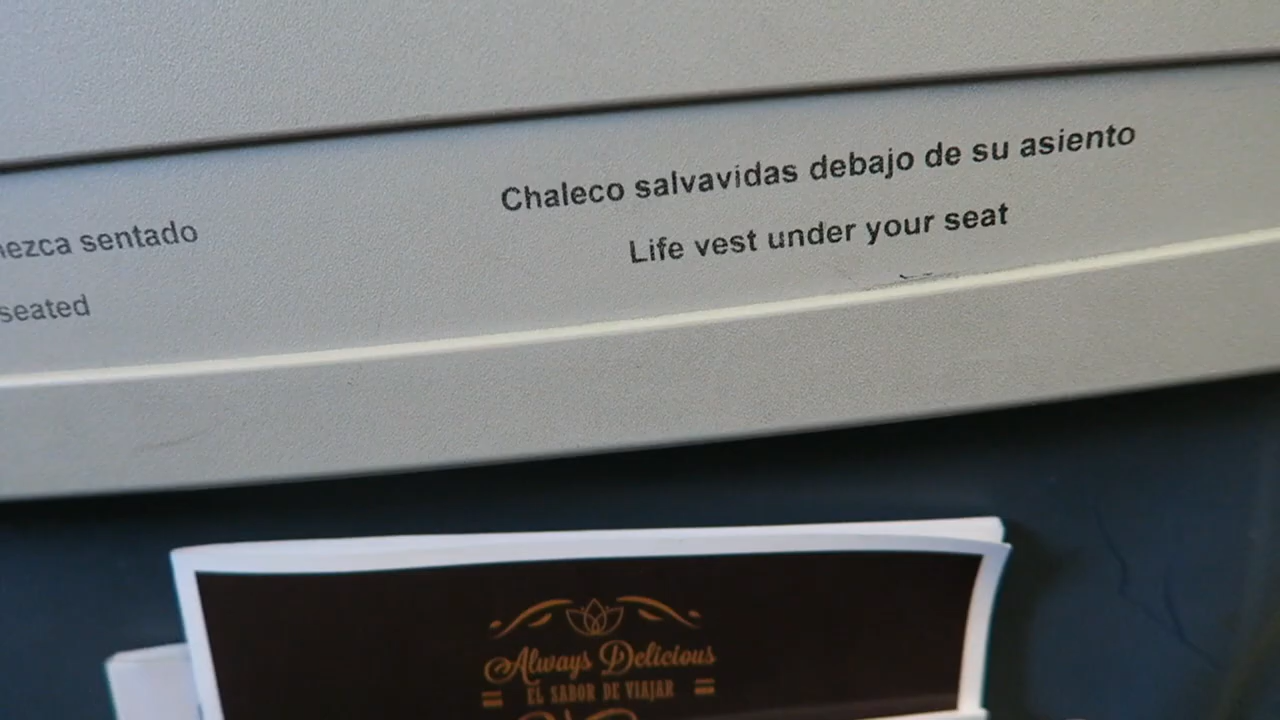 sentado
seated
Chaleco salvavidas debajo de su asiento
Life vest under your seat
Always Delicious
EL SABOR DE VIAJAR